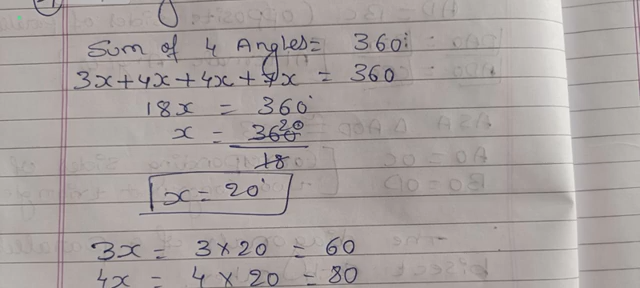 Sum of 4 Angles = 360°
3x+4x+4x+7x = 360
18x = 360°
x = 360 20
18
x = 20°
3x = 3×20 = 60
4x = 4×20 = 80